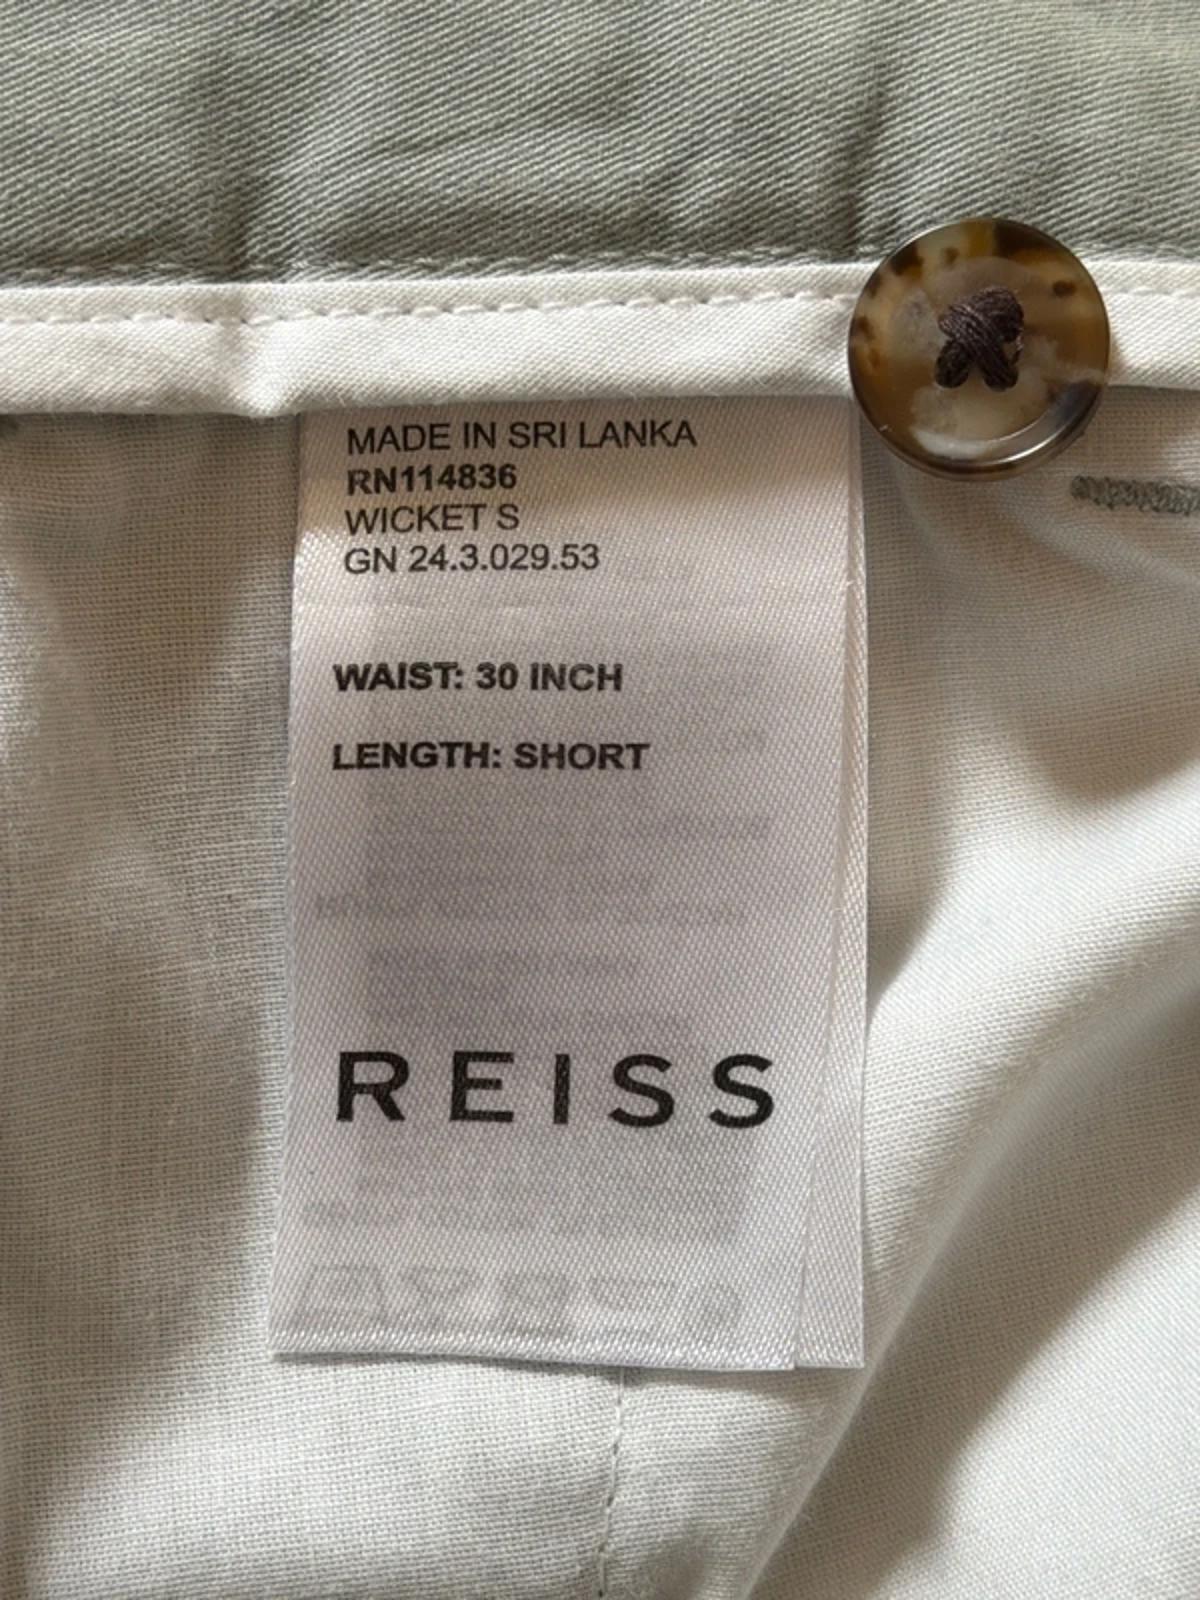 MADE IN SRI LANKA
RN114836
WICKET S
GN 24.3.029.53
WAIST: 30 INCH
LENGTH: SHORT
REISS